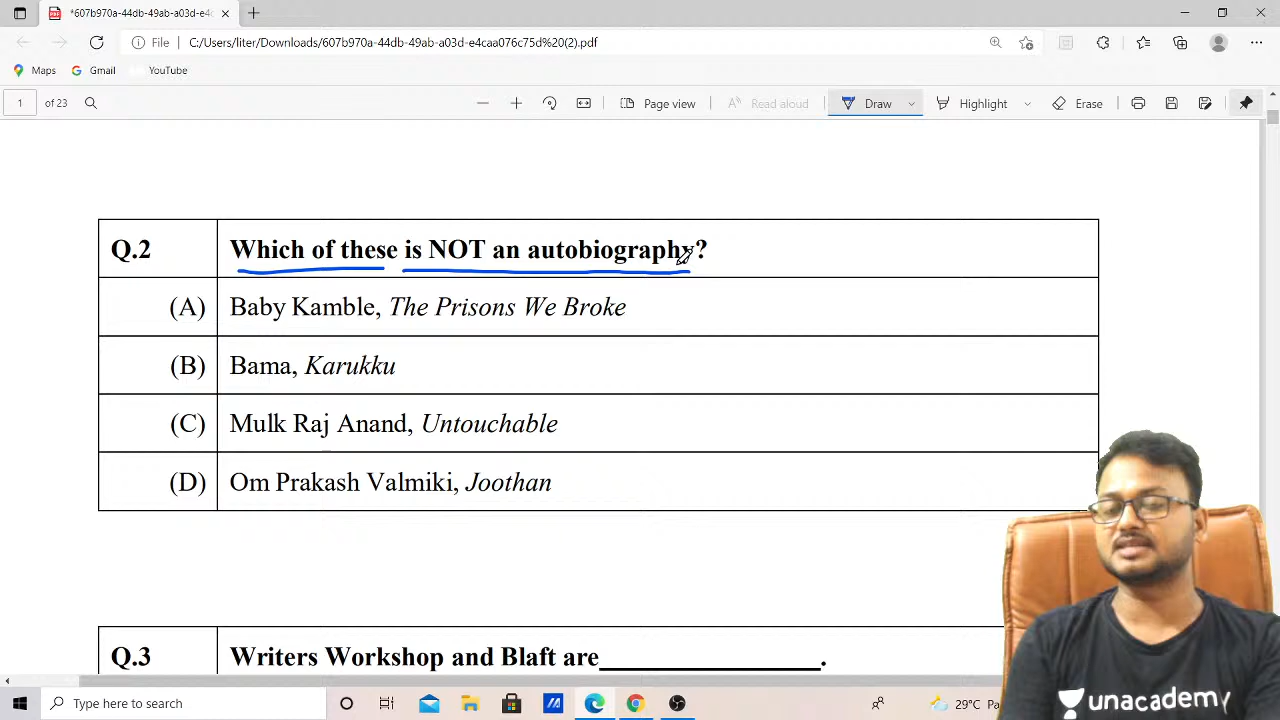 *607b970a-44db-49ab-a03d-e4c
File C:/Users/liter/Downloads/607b970a-44db-49ab-a03d-e4caa076c75d%20(2).pdf
Maps Gmail YouTube
1 of 23 Page view Read aloud Draw Highlight Erase
Q.2 Which of these is NOT an autobiography?
(A) Baby Kamble, The Prisons We Broke
(B) Bama, Karukku
(C) Mulk Raj Anand, Untouchable
(D) Om Prakash Valmiki, Joothan
Q.3 Writers Workshop and Blaft are____________.
unacademy
Type here to search 29°C